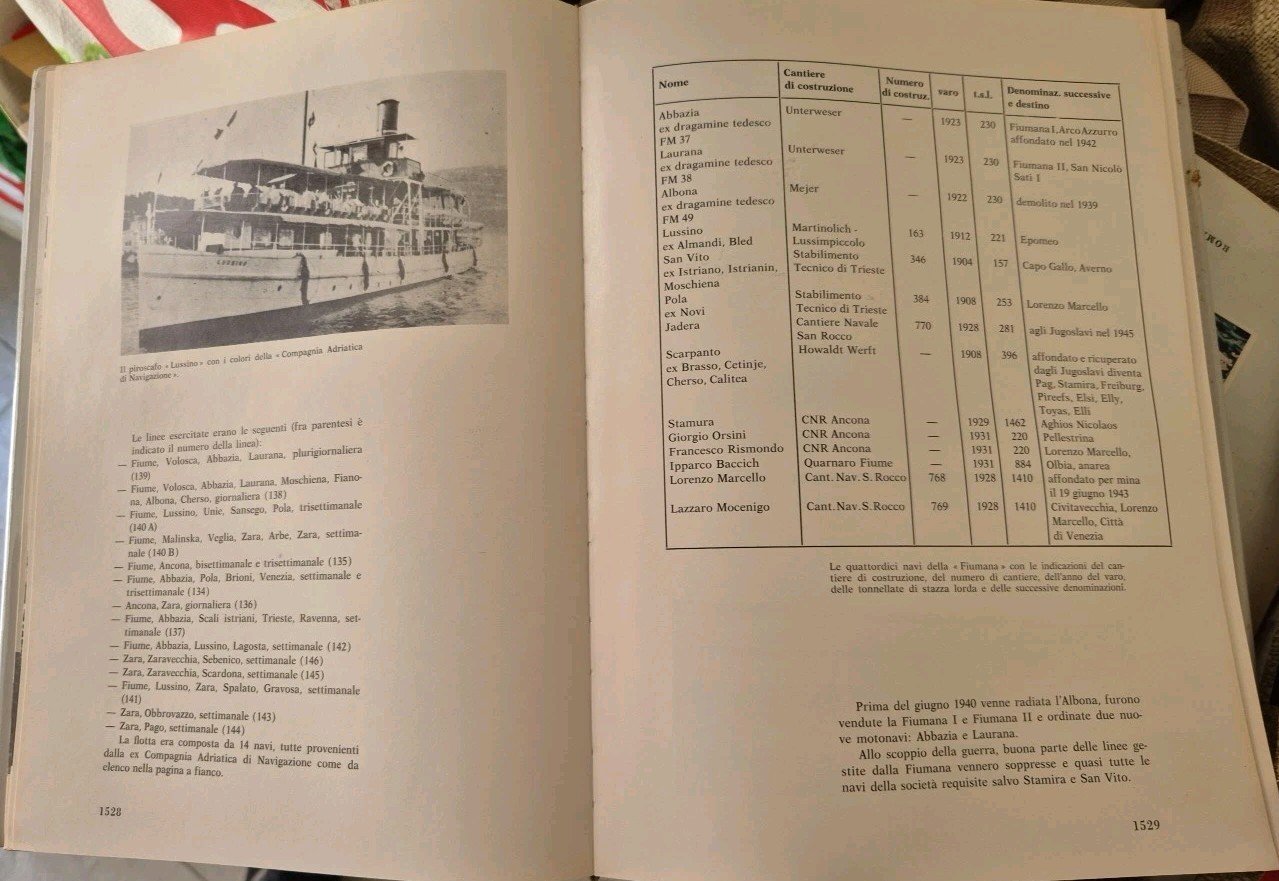 LUSSINO
Il piroscafo « Lussino » con i colori della « Compagnia Adriatica
di Navigazione ».
Le linee esercitate erano le seguenti (fra parentesi è
indicato il numero della linea):
— Fiume, Volosca, Abbazia, Laurana, plurigiornaliera
(139)
— Fiume, Volosca, Abbazia, Laurana, Moschiena, Fiano-
na, Albona, Cherso, giornaliera (138)
— Fiume, Lussino, Unie, Sansego, Pola, trisettimanale
(140 A)
— Fiume, Malinska, Veglia, Zara, Arbe, Zara, settima-
nale (140 B)
— Fiume, Ancona, bisettimanale e trisettimanale (135)
— Fiume, Abbazia, Pola, Brioni, Venezia, settimanale e
trisettimanale (134)
— Ancona, Zara, giornaliera (136)
— Fiume, Abbazia, Scali istriani, Trieste, Ravenna, set-
timanale (137)
— Fiume, Abbazia, Lussino, Lagosta, settimanale (142)
— Zara, Zaravecchia, Sebenico, settimanale (146)
— Zara, Zaravecchia, Scardona, settimanale (145)
— Fiume, Lussino, Zara, Spalato, Gravosa, settimanale
(141)
— Zara, Obbrovazzo, settimanale (143)
— Zara, Pago, settimanale (144)
La flotta era composta da 14 navi, tutte provenienti
dalla ex Compagnia Adriatica di Navigazione come da
elenco nella pagina a fianco.
1528
Nome Cantiere di costruzione Numero di costruz. varo t.s.l. Denominaz. successive e destino
Abbazia Unterweser — 1923 230 Fiumana I, Arco Azzurro
ex dragamine tedesco affondato nel 1942
FM 37
Laurana Unterweser — 1923 230 Fiumana II, San Nicolò
ex dragamine tedesco Sati 1
FM 38
Albona Mejer — 1922 230 demolito nel 1939
ex dragamine tedesco
FM 49
Lussino Martinolich - 163 1912 221 Epomeo
ex Almandi, Bled Lussimpiccolo
San Vito Stabilimento 346 1904 157 Capo Gallo, Averno
ex Istriano, Istrianin, Tecnico di Trieste
Moschiena
Pola Stabilimento 384 1908 253 Lorenzo Marcello
ex Novi Tecnico di Trieste
Jadera Cantiere Navale 770 1928 281 agli Jugoslavi nel 1945
San Rocco
Scarpanto Howaldt Werft — 1908 396 affondato e ricuperato
ex Brasso, Cetinje, dagli Jugoslavi diventa
Cherso, Calitea Pag, Stamira, Freiburg,
Pireefs, Elsi, Elly,
Toyas, Elli
Stamura CNR Ancona — 1929 1462 Aghios Nicolaos
Giorgio Orsini CNR Ancona — 1931 220 Pellestrina
Francesco Rismondo CNR Ancona — 1931 220 Lorenzo Marcello,
Ipparco Baccich Quarnaro Fiume — 1931 884 Olbia, anarea
Lorenzo Marcello Cant. Nav. S. Rocco 768 1928 1410 affondato per mina
il 19 giugno 1943
Lazzaro Mocenigo Cant. Nav. S. Rocco 769 1928 1410 Civitavecchia, Lorenzo
Marcello, Città
di Venezia
Le quattordici navi della « Fiumana » con le indicazioni del can-
tiere di costruzione, del numero di cantiere, dell'anno del varo,
delle tonnellate di stazza lorda e delle successive denominazioni.
Prima del giugno 1940 venne radiata l'Albona, furono
vendute la Fiumana I e Fiumana II e ordinate due nuo-
ve motonavi: Abbazia e Laurana.
Allo scoppio della guerra, buona parte delle linee ge-
stite dalla Fiumana vennero soppresse e quasi tutte le
navi della società requisite salvo Stamira e San Vito.
1529